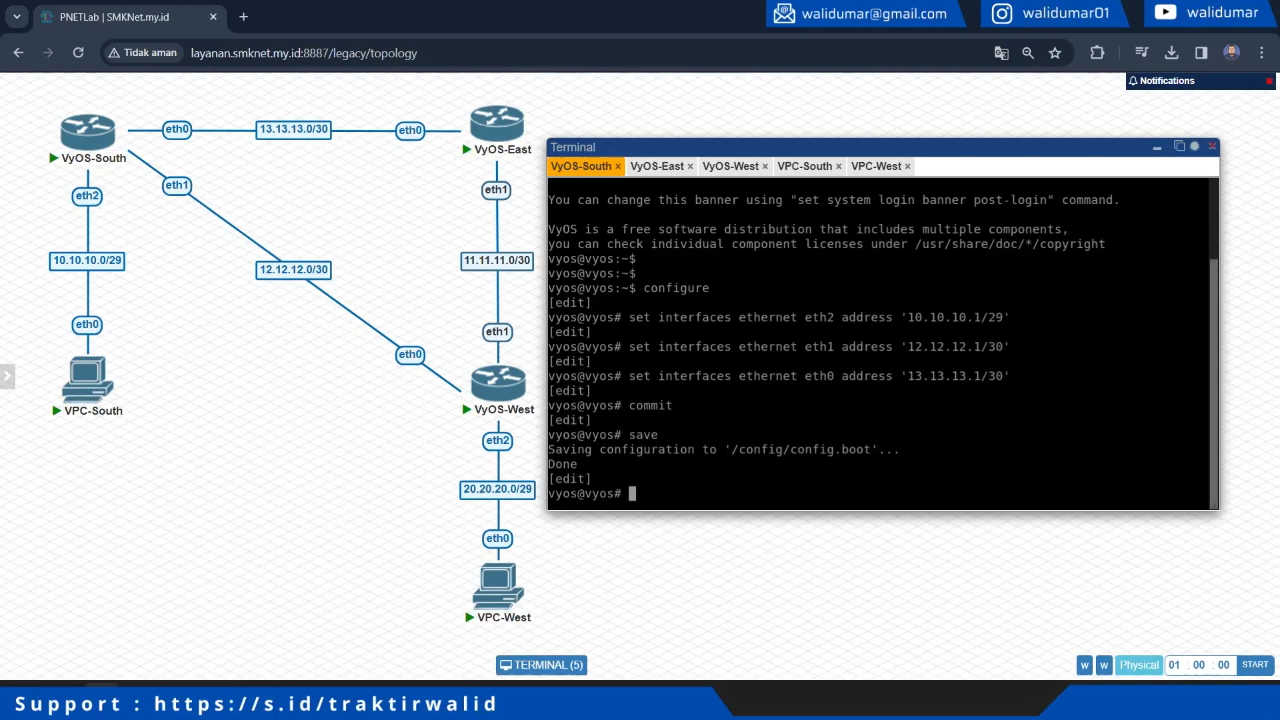 PNETLab | SMKNet.my.id
walidumar@gmail.com
walidumar01
walidumar
Tidak aman
layanan.smknet.my.id:8887/legacy/topology
Notifications
eth0
13.13.13.0/30
eth0
VyOS-South
VyOS-East
eth1
eth1
eth2
10.10.10.0/29
12.12.12.0/30
11.11.11.0/30
eth0
eth1
eth0
VPC-South
VyOS-West
eth2
20.20.20.0/29
eth0
VPC-West
Terminal
VyOS-South × VyOS-East × VyOS-West × VPC-South × VPC-West ×
You can change this banner using "set system login banner post-login" command.
VyOS is a free software distribution that includes multiple components,
you can check individual component licenses under /usr/share/doc/*/copyright
vyos@vyos:~$
vyos@vyos:~$
vyos@vyos:~$ configure
[edit]
vyos@vyos# set interfaces ethernet eth2 address '10.10.10.1/29'
[edit]
vyos@vyos# set interfaces ethernet eth1 address '12.12.12.1/30'
[edit]
vyos@vyos# set interfaces ethernet eth0 address '13.13.13.1/30'
[edit]
vyos@vyos# commit
[edit]
vyos@vyos# save
Saving configuration to '/config/config.boot'...
Done
[edit]
vyos@vyos#
TERMINAL (5)
w w Physical 01 : 00 : 00 START
Support : https://s.id/traktirwalid